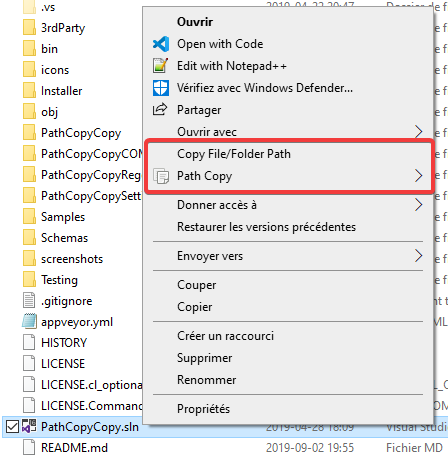 .vs
3rdParty
bin
icons
Installer
obj
PathCopyCopy
PathCopyCopyCOM
PathCopyCopyReg
PathCopyCopySett
Samples
Schemas
screenshots
Testing
.gitignore
appveyor.yml
HISTORY
LICENSE
LICENSE.cl_optiona
LICENSE.Comman
PathCopyCopy.sln 2019-04-28 18:09 Visual Studi
README.md 2019-09-02 19:55 Fichier MD
Ouvrir
Open with Code
Edit with Notepad++
Vérifiez avec Windows Defender...
Partager
Ouvrir avec
Copy File/Folder Path
Path Copy
Donner accès à
Restaurer les versions précédentes
Envoyer vers
Couper
Copier
Créer un raccourci
Supprimer
Renommer
Propriétés